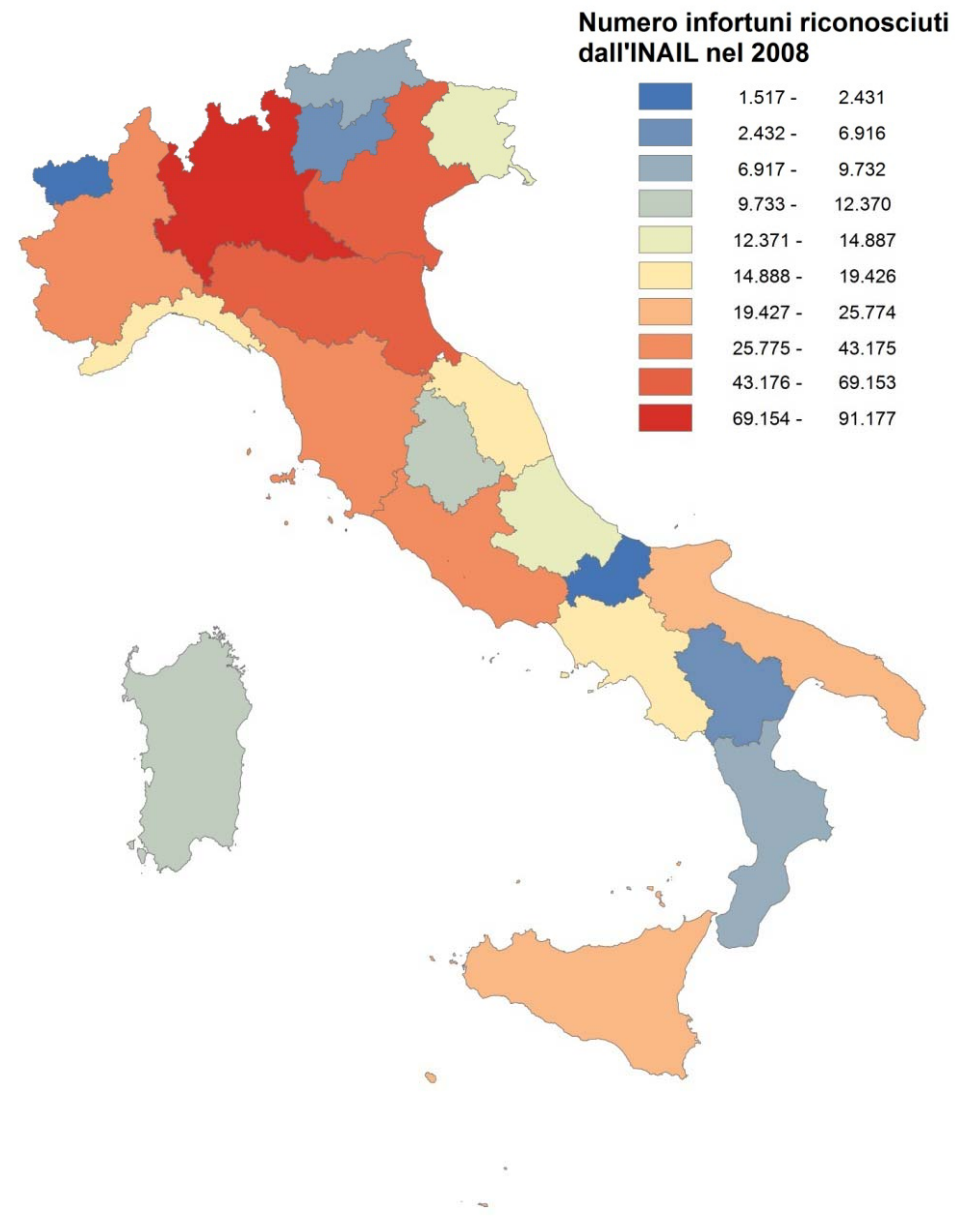 Numero infortuni riconosciuti
dall'INAIL nel 2008
1.517 - 2.431
2.432 - 6.916
6.917 - 9.732
9.733 - 12.370
12.371 - 14.887
14.888 - 19.426
19.427 - 25.774
25.775 - 43.175
43.176 - 69.153
69.154 - 91.177